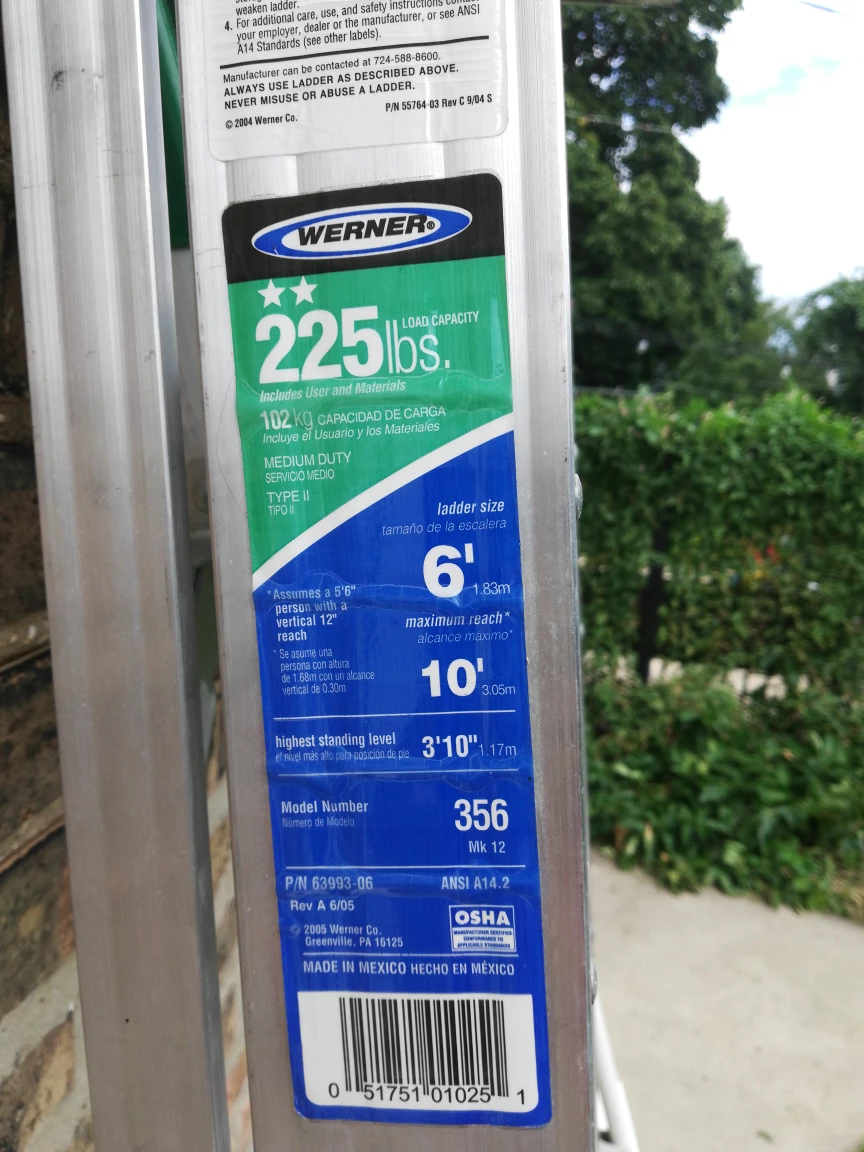 weaken ladder.
4. For additional care, use, and safety instructions contact
your employer, dealer or the manufacturer, or see ANSI
A14 Standards (see other labels).
Manufacturer can be contacted at 724-588-8600.
ALWAYS USE LADDER AS DESCRIBED ABOVE.
NEVER MISUSE OR ABUSE A LADDER.
P/N 55764-03 Rev C 9/04 S
© 2004 Werner Co.
WERNER®
LOAD CAPACITY
225lbs.
Includes User and Materials
102kg CAPACIDAD DE CARGA
Incluye el Usuario y los Materiales
MEDIUM DUTY
SERVICIO MEDIO
TYPE II
TIPO II
ladder size
tamaño de la escalera
6' 1.83m
*Assumes a 5'6"
person with a
vertical 12"
reach
maximum reach*
alcance máximo*
* Se asume una
persona con altura
de 1.68m con un alcance
vertical de 0.30m
10' 3.05m
highest standing level
el nivel más alto para posición de pie
3'10" 1.17m
Model Number
Número de Modelo
356
Mk 12
P/N 63993-06 ANSI A14.2
Rev A 6/05
© 2005 Werner Co.
Greenville, PA 16125
OSHA
MANUFACTURER CERTIFIES
CONFORMANCE TO
APPLICABLE STANDARDS
MADE IN MEXICO HECHO EN MÉXICO
0 51751 01025 1